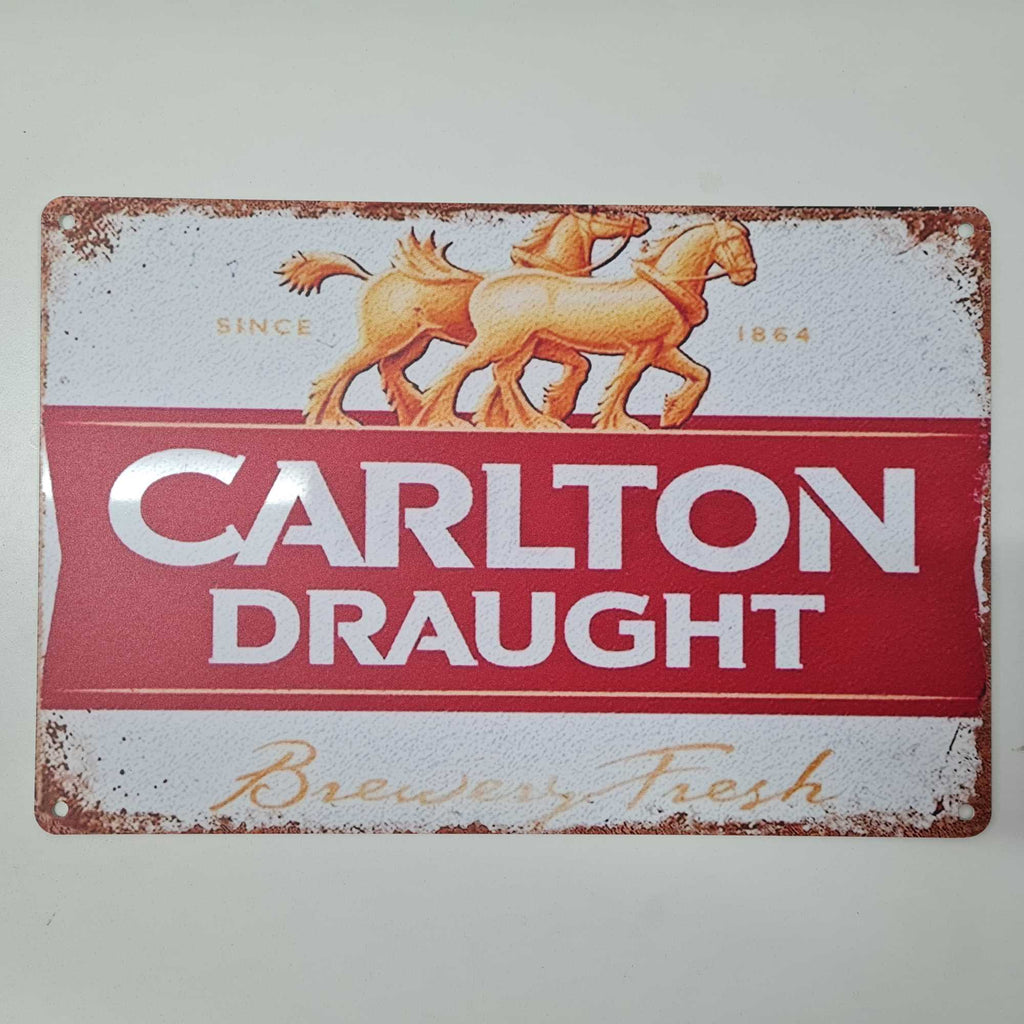 SINCE 1864
CARLTON
DRAUGHT
Brewery Fresh